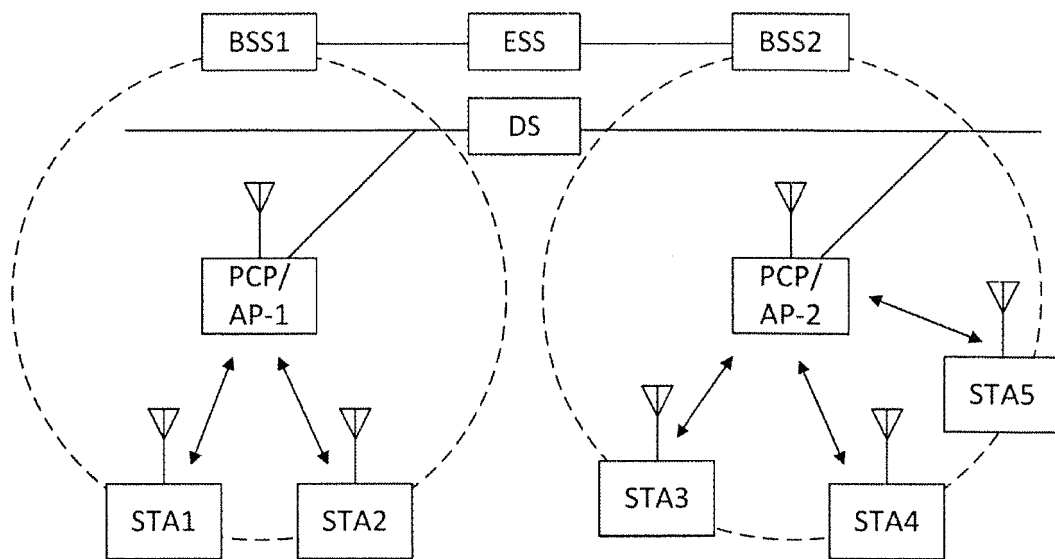 BSS1
ESS
BSS2
DS
PCP/
AP-1
PCP/
AP-2
STA5
STA3
STA1
STA2
STA4